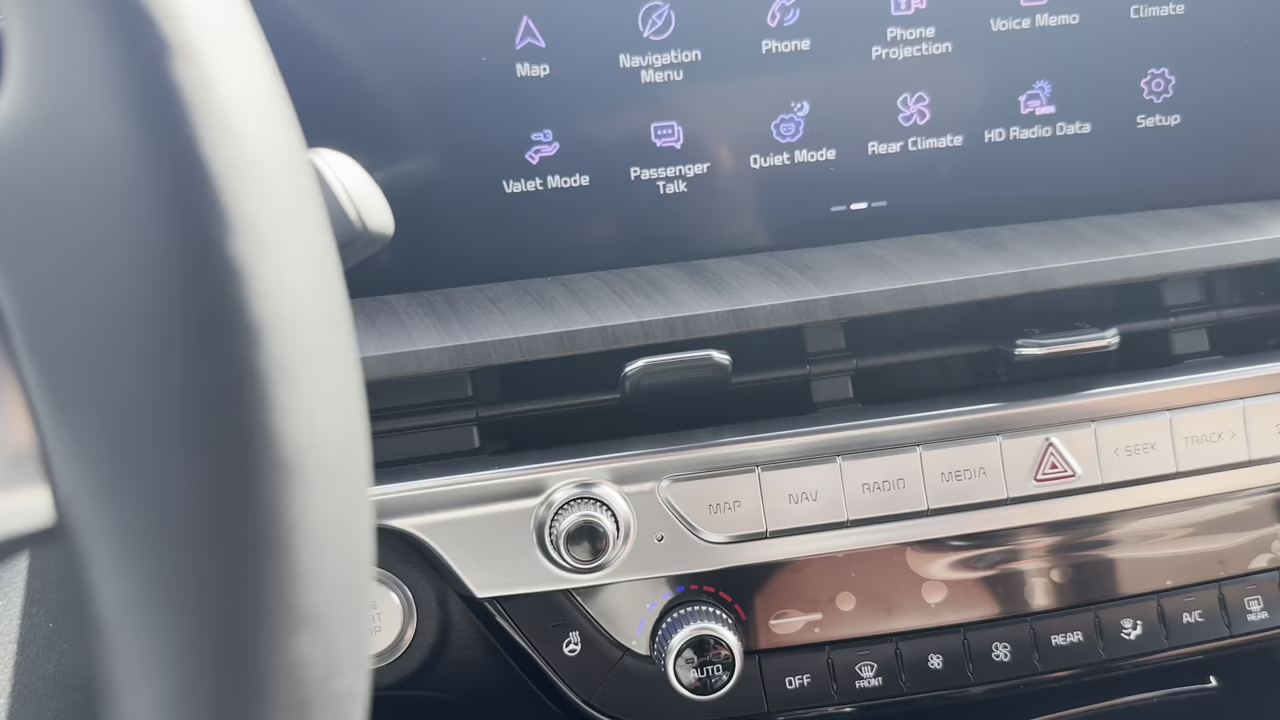 Map
Navigation
Menu
Phone
Phone
Projection
Voice Memo
Climate
Valet Mode
Passenger
Talk
Quiet Mode
Rear Climate
HD Radio Data
Setup
MAP
NAV
RADIO
MEDIA
< SEEK
TRACK >
AUTO
OFF
FRONT
REAR
A/C
REAR